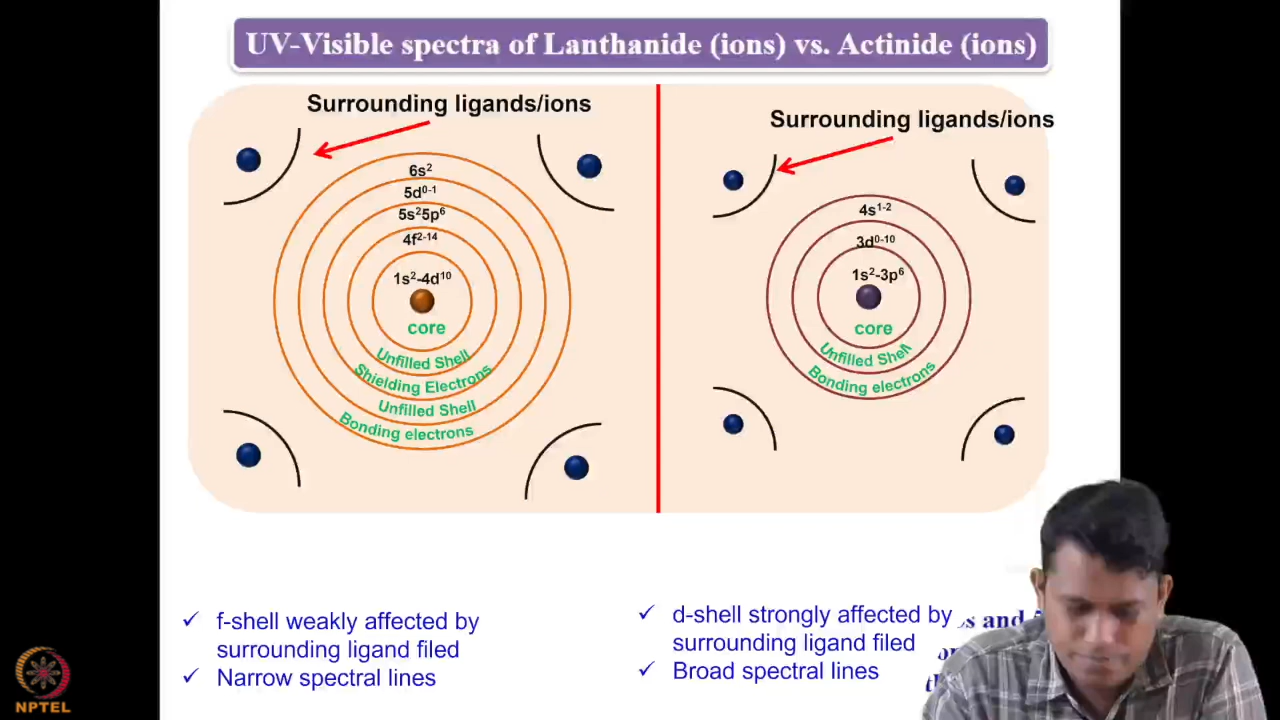 UV-Visible spectra of Lanthanide (ions) vs. Actinide (ions)
Surrounding ligands/ions
6s²
5d⁰⁻¹
5s²5p⁶
4f²⁻¹⁴
1s²-4d¹⁰
core
Unfilled Shell
Shielding Electrons
Unfilled Shell
Bonding electrons
Surrounding ligands/ions
4s¹⁻²
3d⁰⁻¹⁰
1s²-3p⁶
core
Unfilled Shell
Bonding electrons
✓ f-shell weakly affected by
surrounding ligand filed
✓ Narrow spectral lines
✓ d-shell strongly affected by
surrounding ligand filed
✓ Broad spectral lines
and
NPTEL